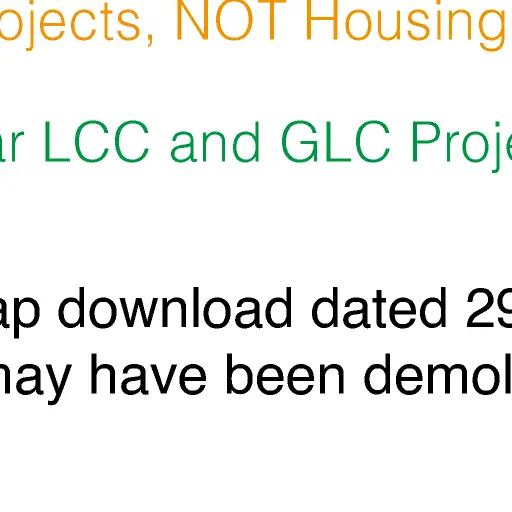 ojects, NOT Housing
ar LCC and GLC Proje
ap download dated 29
may have been demol